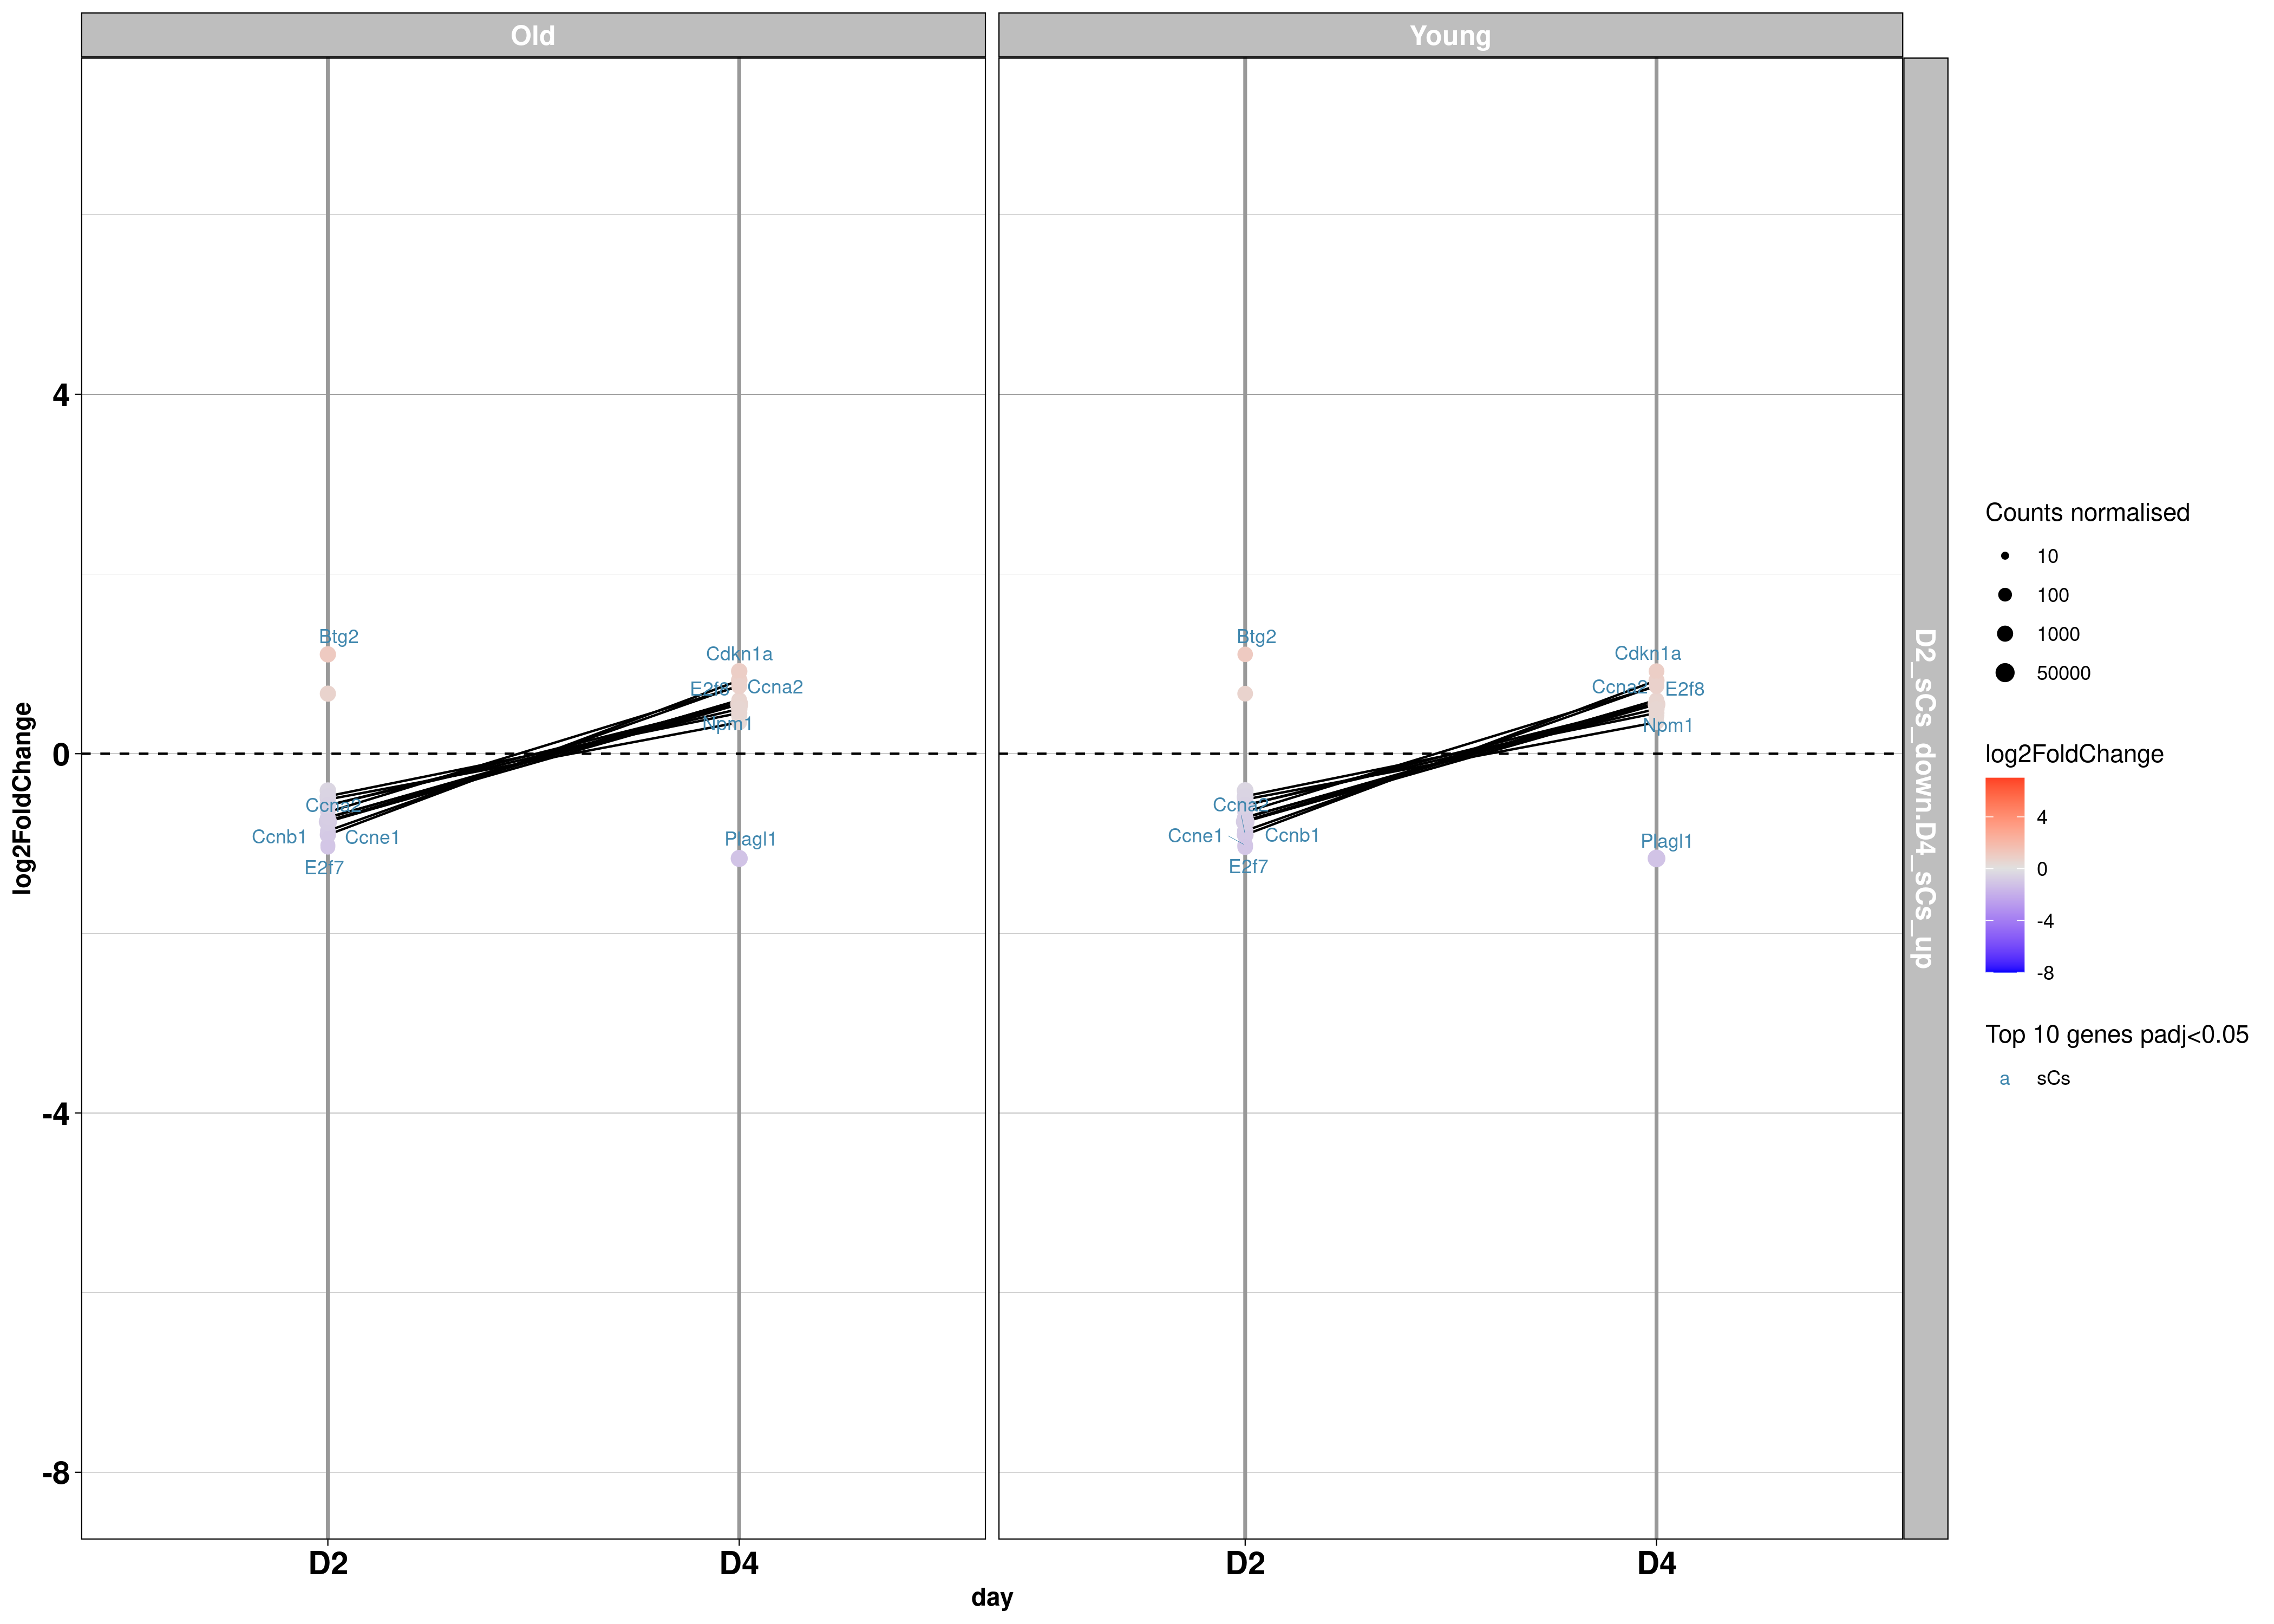 Old
Young
log2FoldChange
4
0
-4
-8
Btg2
Ccna2
Ccnb1
Ccne1
E2f7
Cdkn1a
E2f8
Ccna2
Npm1
Plagl1
Btg2
Ccna2
Ccne1
Ccnb1
E2f7
Cdkn1a
Ccna2
E2f8
Npm1
Plagl1
D2_sCs_down.D4_sCs_up
D2
D4
D2
D4
day
Counts normalised
10
100
1000
50000
log2FoldChange
4
0
-4
-8
Top 10 genes padj<0.05
a sCs